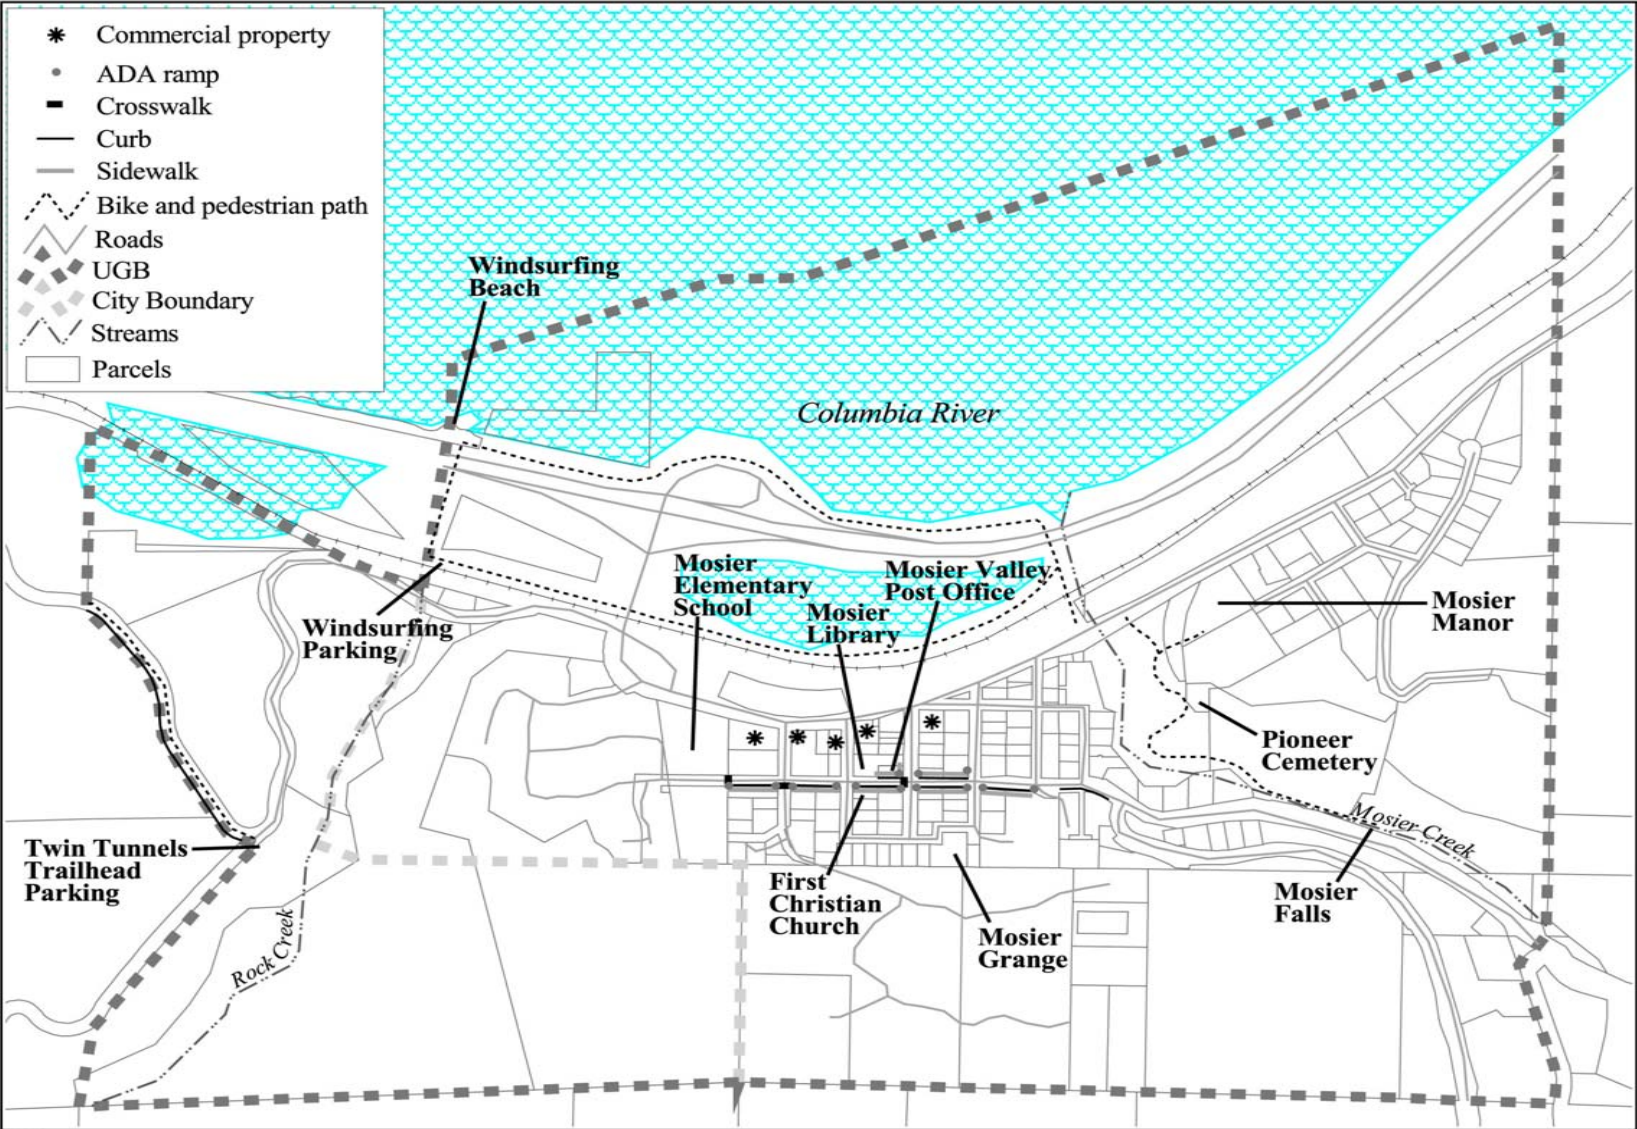 Commercial property
ADA ramp
Crosswalk
Curb
Sidewalk
Bike and pedestrian path
Roads
UGB
City Boundary
Streams
Parcels
Windsurfing
Beach
Columbia River
Mosier
Elementary
School
Mosier Valley
Post Office
Mosier
Library
Mosier
Manor
Windsurfing
Parking
Pioneer
Cemetery
Mosier Creek
Twin Tunnels
Trailhead
Parking
First
Christian
Church
Mosier
Falls
Mosier
Grange
Rock Creek